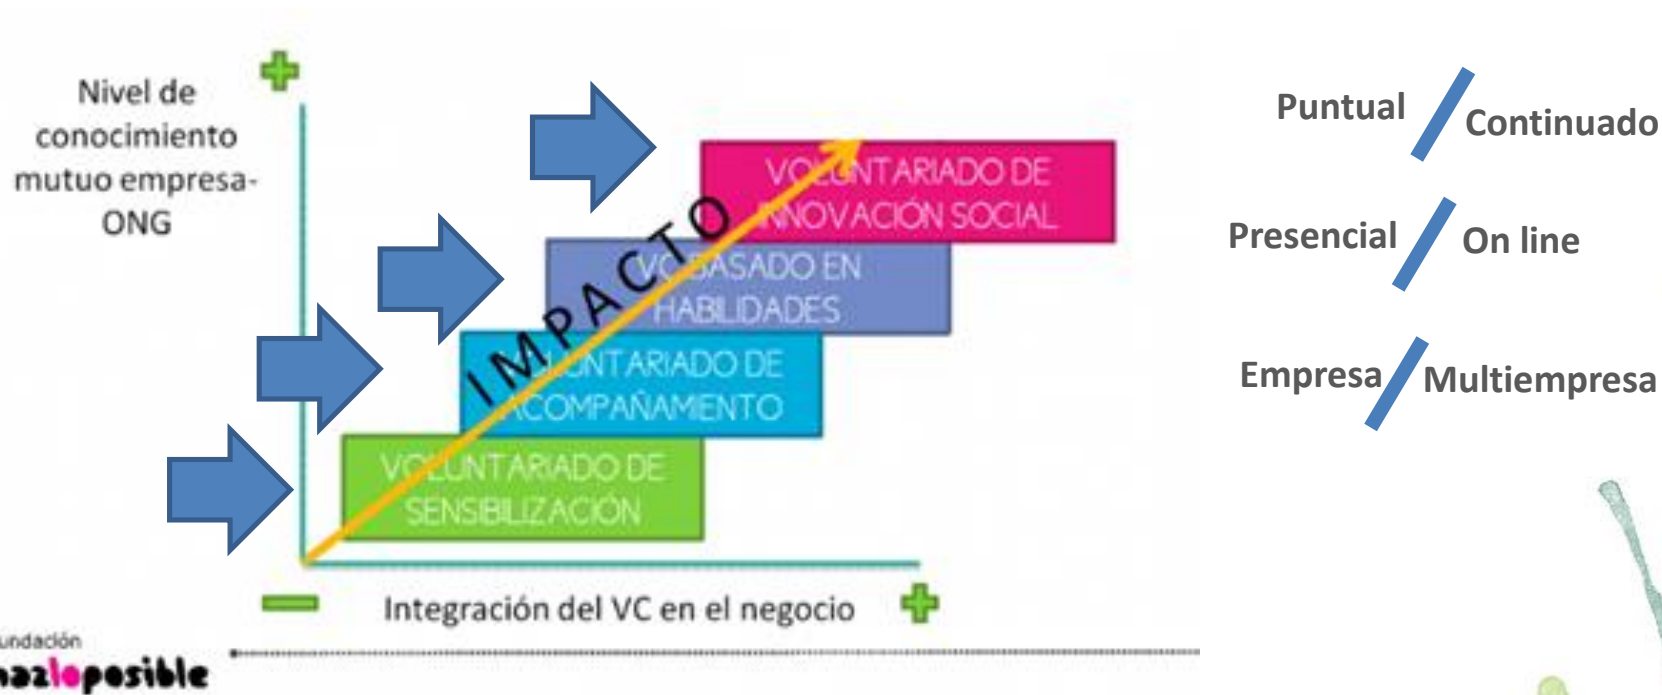 Nivel de
conocimiento
mutuo empresa-
ONG
VOLUNTARIADO DE
INNOVACIÓN SOCIAL
VC BASADO EN
HABILIDADES
VOLUNTARIADO DE
ACOMPAÑAMIENTO
VOLUNTARIADO DE
SENSIBILIZACIÓN
IMPACTO
Integración del VC en el negocio
undación
hazloposible
Puntual
Continuado
Presencial
On line
Empresa
Multiempresa